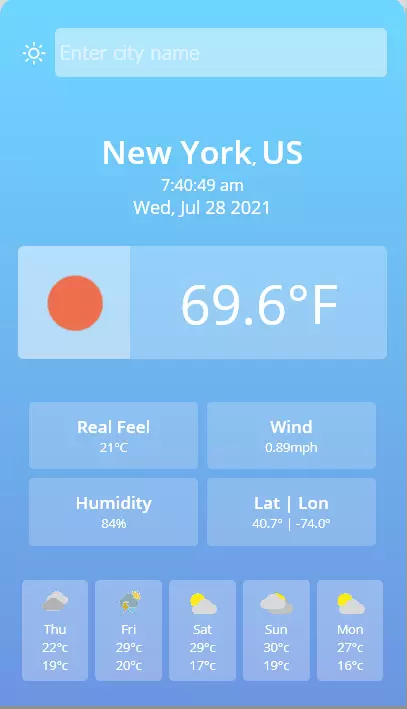 Enter city name
New York, US
7:40:49 am
Wed, Jul 28 2021
69.6°F
Real Feel
21°C
Wind
0.89mph
Humidity
84%
Lat | Lon
40.7° | -74.0°
Thu
22°c
19°c
Fri
29°c
20°c
Sat
29°c
17°c
Sun
30°c
19°c
Mon
27°c
16°c